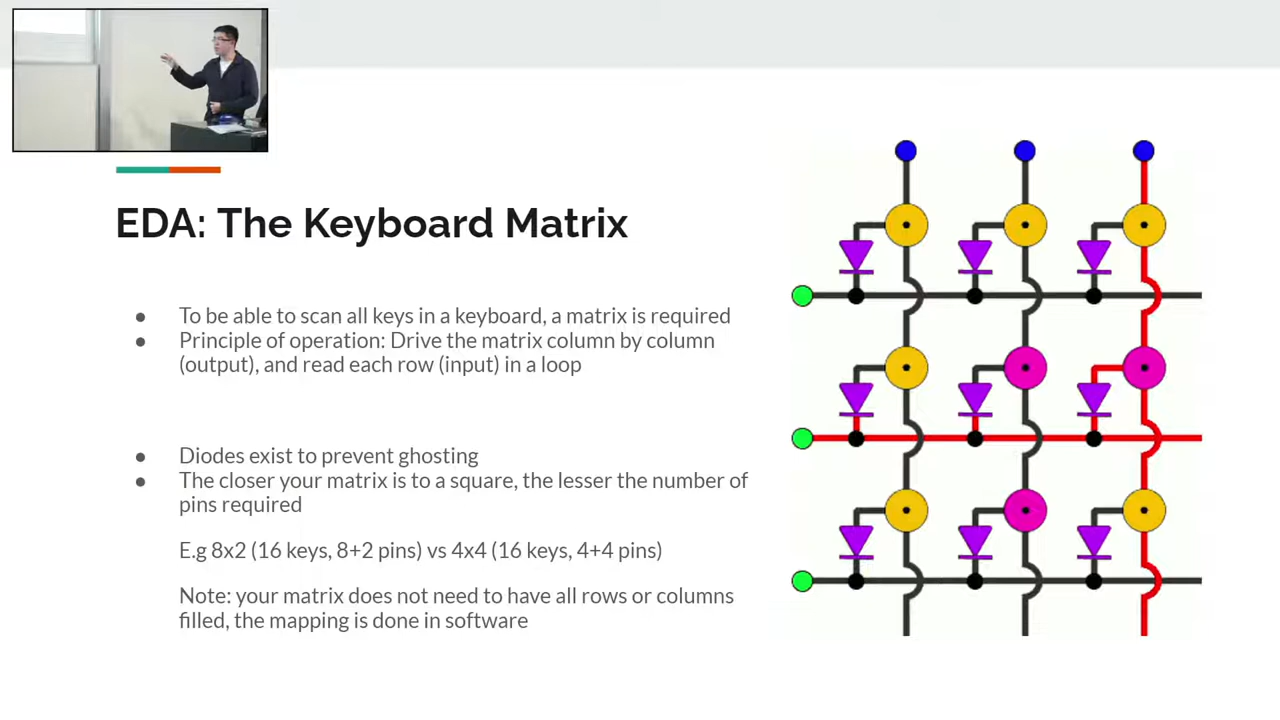 EDA: The Keyboard Matrix
● To be able to scan all keys in a keyboard, a matrix is required
● Principle of operation: Drive the matrix column by column
(output), and read each row (input) in a loop
● Diodes exist to prevent ghosting
● The closer your matrix is to a square, the lesser the number of
pins required
E.g 8x2 (16 keys, 8+2 pins) vs 4x4 (16 keys, 4+4 pins)
Note: your matrix does not need to have all rows or columns
filled, the mapping is done in software